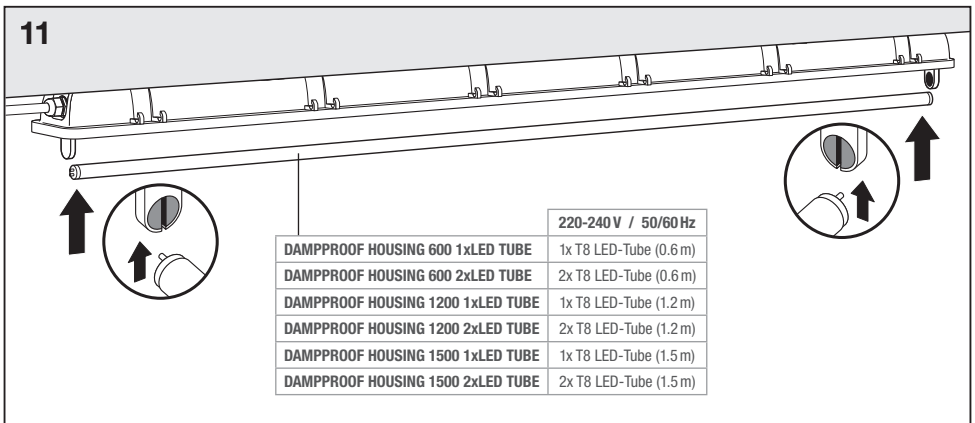 11
220-240 V / 50/60 Hz
DAMPPROOF HOUSING 600 1xLED TUBE 1x T8 LED-Tube (0.6 m)
DAMPPROOF HOUSING 600 2xLED TUBE 2x T8 LED-Tube (0.6 m)
DAMPPROOF HOUSING 1200 1xLED TUBE 1x T8 LED-Tube (1.2 m)
DAMPPROOF HOUSING 1200 2xLED TUBE 2x T8 LED-Tube (1.2 m)
DAMPPROOF HOUSING 1500 1xLED TUBE 1x T8 LED-Tube (1.5 m)
DAMPPROOF HOUSING 1500 2xLED TUBE 2x T8 LED-Tube (1.5 m)